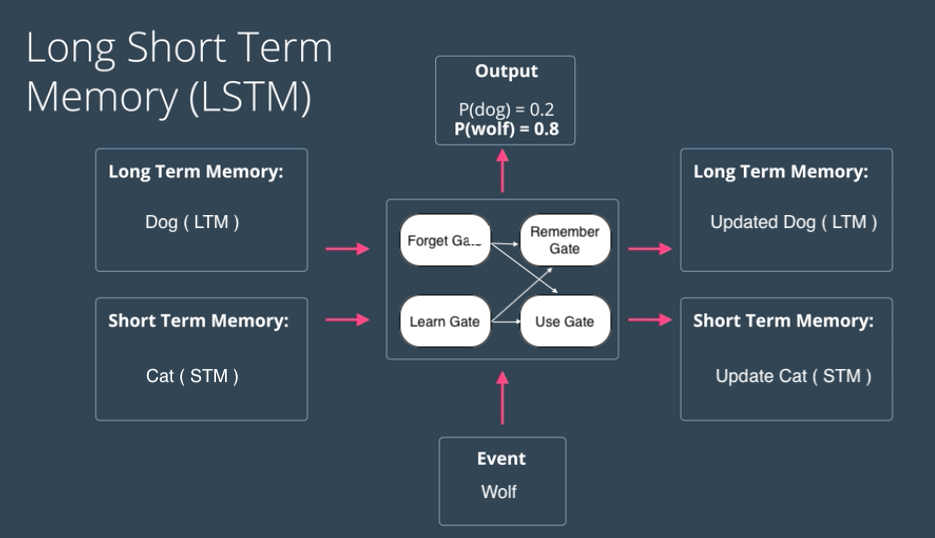 Long Short Term
Memory (LSTM)
Output
P(dog) = 0.2
P(wolf) = 0.8
Long Term Memory:
Dog ( LTM )
Long Term Memory:
Updated Dog ( LTM )
Forget Ga...
Remember
Gate
Learn Gate
Use Gate
Short Term Memory:
Cat ( STM )
Short Term Memory:
Update Cat ( STM )
Event
Wolf